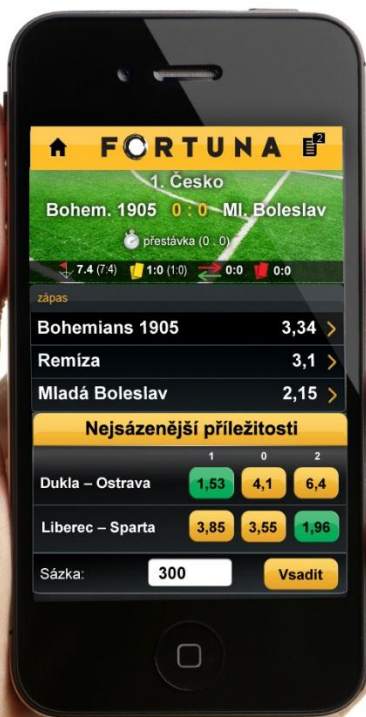 FORTUNA 2
1. Česko
Bohem. 1905 0 : 0 Ml. Boleslav
přestávka (0 . 0)
7.4 (7:4) 1:0 (1:0) 0:0 0:0
zápas
Bohemians 1905 3,34
Remíza 3,1
Mladá Boleslav 2,15
Nejsázenější příležitosti
1 0 2
Dukla – Ostrava 1,53 4,1 6,4
Liberec – Sparta 3,85 3,55 1,96
Sázka: 300 Vsadit